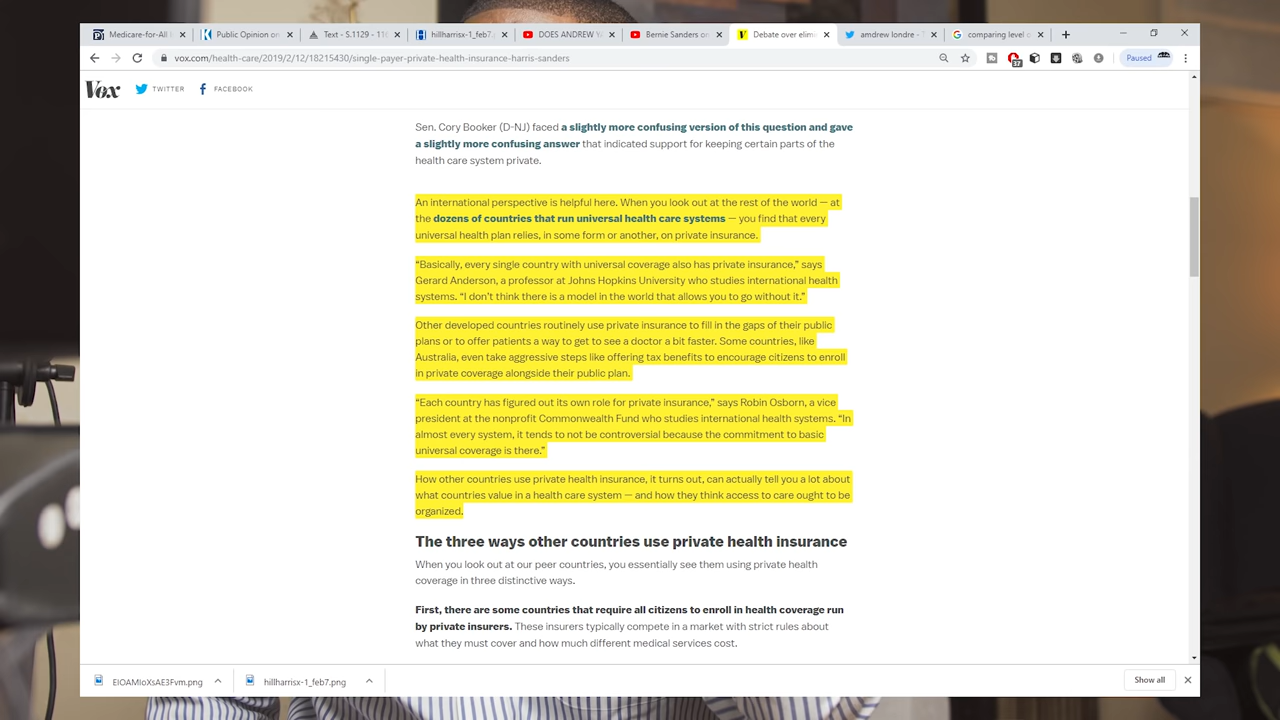 Medicare-for-All
Public Opinion on
Text - S.1129 - 116
hillharrisx-1_feb7.
DOES ANDREW YA
Bernie Sanders on
Debate over elimi
amdrew londre - T
comparing level o
vox.com/health-care/2019/2/12/18215430/single-payer-private-health-insurance-harris-sanders
37
Paused
Vox
TWITTER
FACEBOOK
Sen. Cory Booker (D-NJ) faced a slightly more confusing version of this question and gave
a slightly more confusing answer that indicated support for keeping certain parts of the
health care system private.
An international perspective is helpful here. When you look out at the rest of the world — at
the dozens of countries that run universal health care systems — you find that every
universal health plan relies, in some form or another, on private insurance.
“Basically, every single country with universal coverage also has private insurance,” says
Gerard Anderson, a professor at Johns Hopkins University who studies international health
systems. “I don’t think there is a model in the world that allows you to go without it.”
Other developed countries routinely use private insurance to fill in the gaps of their public
plans or to offer patients a way to get to see a doctor a bit faster. Some countries, like
Australia, even take aggressive steps like offering tax benefits to encourage citizens to enroll
in private coverage alongside their public plan.
“Each country has figured out its own role for private insurance,” says Robin Osborn, a vice
president at the nonprofit Commonwealth Fund who studies international health systems. “In
almost every system, it tends to not be controversial because the commitment to basic
universal coverage is there.”
How other countries use private health insurance, it turns out, can actually tell you a lot about
what countries value in a health care system — and how they think access to care ought to be
organized.
The three ways other countries use private health insurance
When you look out at our peer countries, you essentially see them using private health
coverage in three distinctive ways.
First, there are some countries that require all citizens to enroll in health coverage run
by private insurers. These insurers typically compete in a market with strict rules about
what they must cover and how much different medical services cost.
EIOAMIoXsAE3Fvm.png
hillharrisx-1_feb7.png
Show all